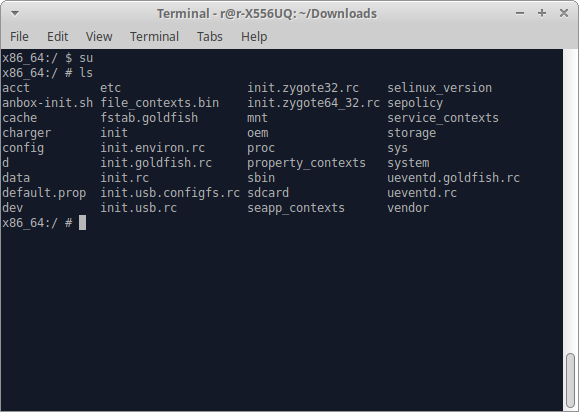 Terminal - r@r-X556UQ: ~/Downloads
File Edit View Terminal Tabs Help
x86_64:/ $ su
x86_64:/ # ls
acct etc init.zygote32.rc selinux_version
anbox-init.sh file_contexts.bin init.zygote64_32.rc sepolicy
cache fstab.goldfish mnt service_contexts
charger init oem storage
config init.environ.rc proc sys
d init.goldfish.rc property_contexts system
data init.rc sbin ueventd.goldfish.rc
default.prop init.usb.configfs.rc sdcard ueventd.rc
dev init.usb.rc seapp_contexts vendor
x86_64:/ #